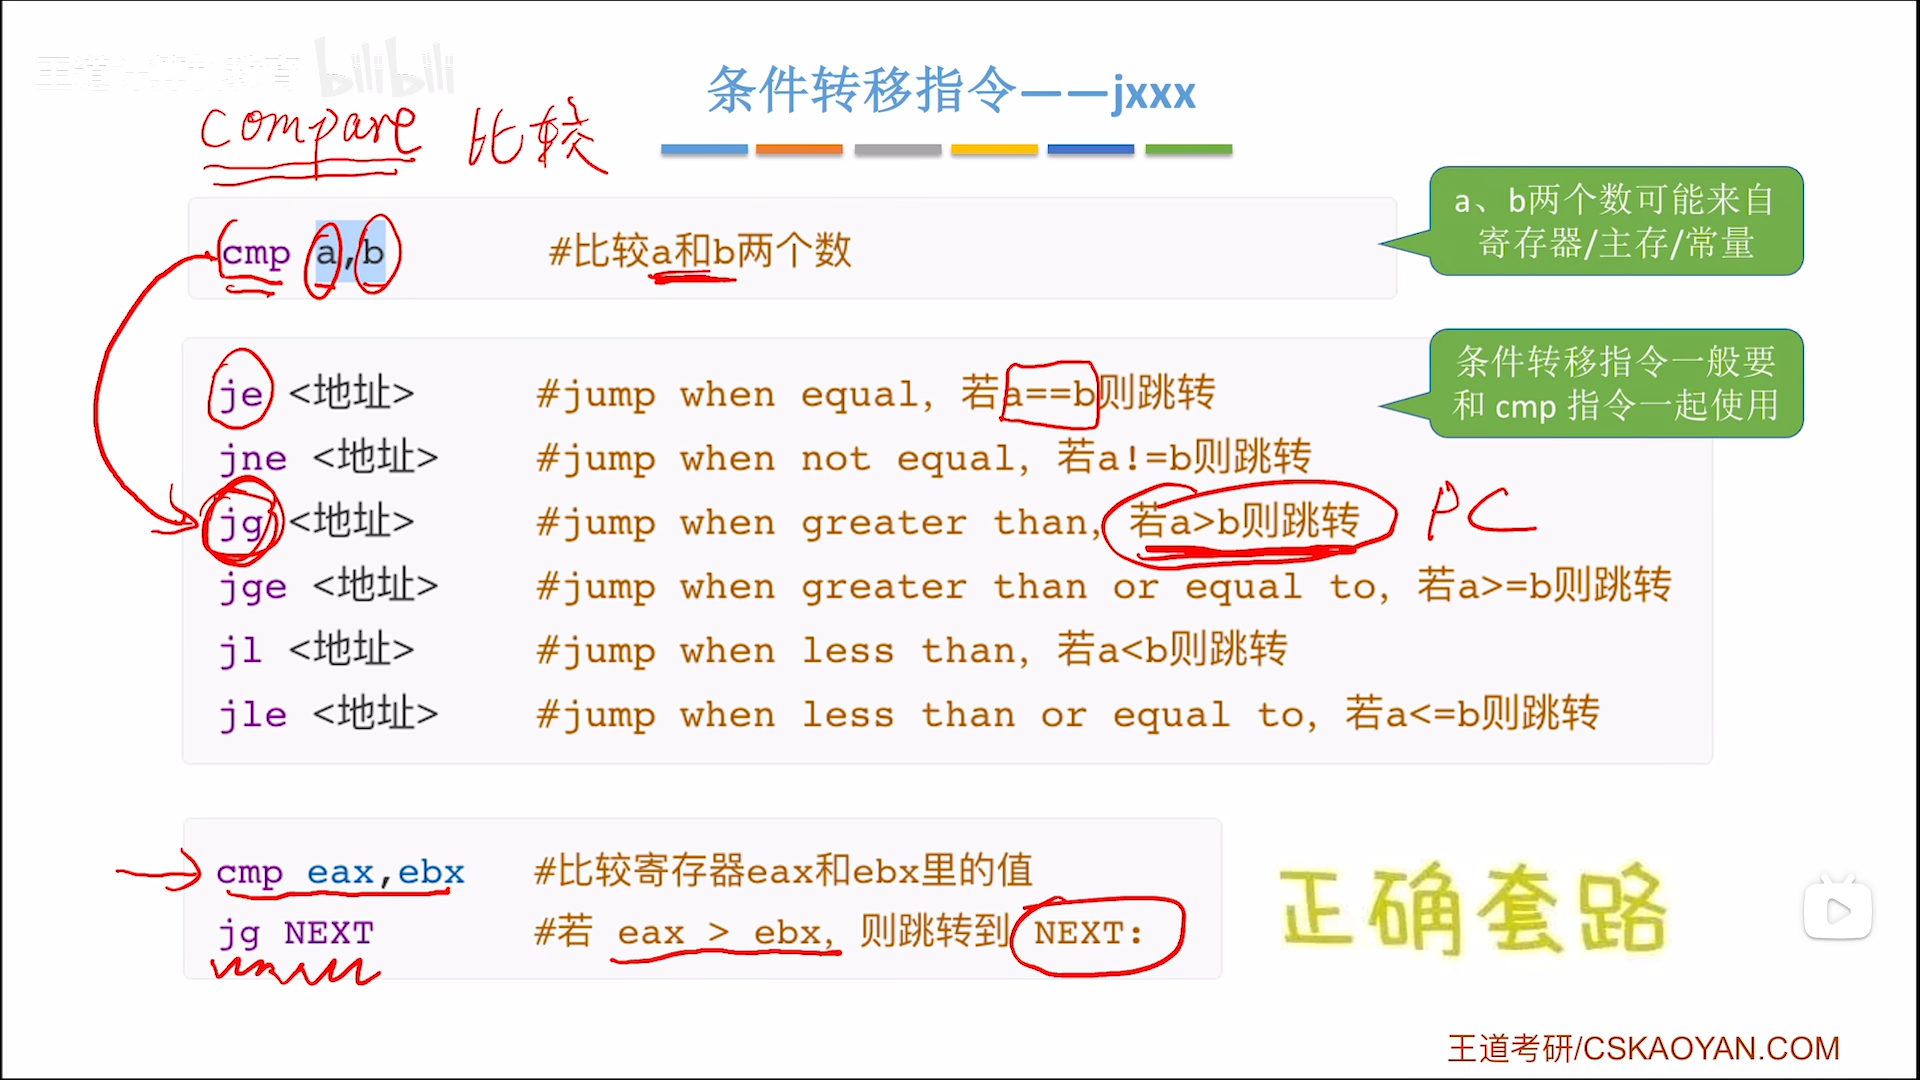 条件转移指令——jxxx
compare 比较
cmp a,b #比较a和b两个数
a、b两个数可能来自
寄存器/主存/常量
条件转移指令一般要
和 cmp 指令一起使用
je <地址> #jump when equal, 若a==b则跳转
jne <地址> #jump when not equal, 若a!=b则跳转
jg <地址> #jump when greater than, 若a>b则跳转 PC
jge <地址> #jump when greater than or equal to, 若a>=b则跳转
jl <地址> #jump when less than, 若a<b则跳转
jle <地址> #jump when less than or equal to, 若a<=b则跳转
cmp eax,ebx #比较寄存器eax和ebx里的值
jg NEXT #若 eax > ebx, 则跳转到 NEXT:
正确套路
王道考研/CSKAOYAN.COM
bilibili